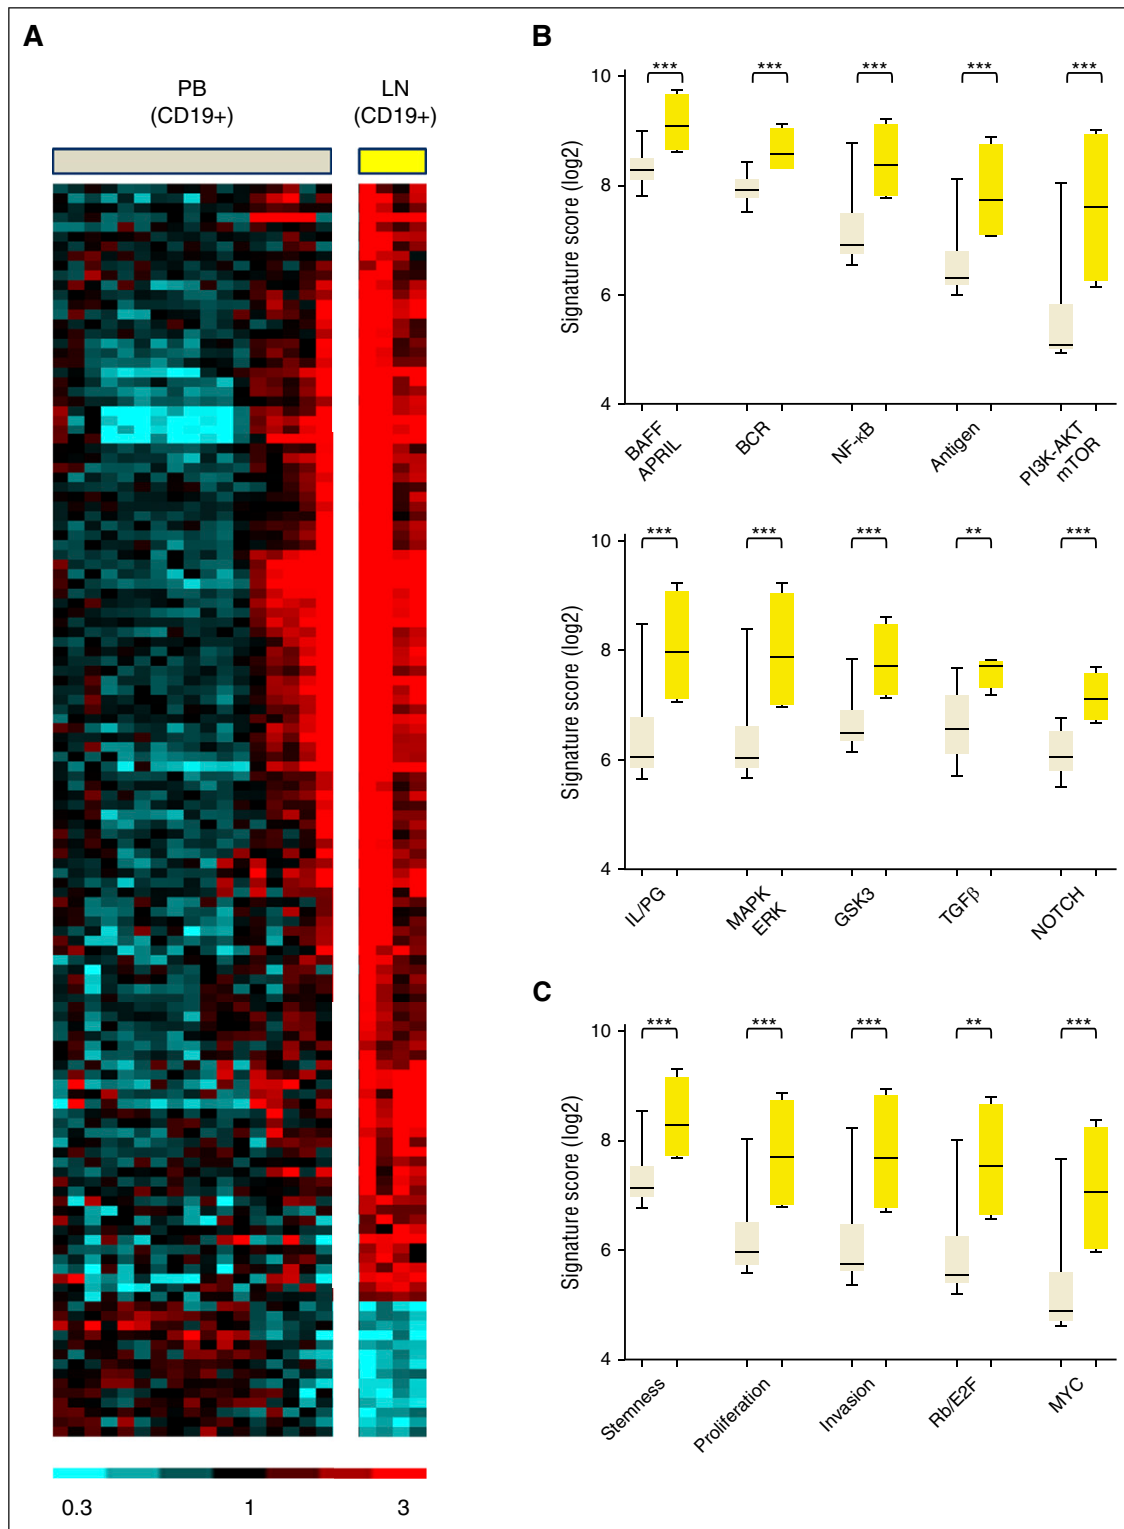 A
PB
(CD19+)
LN
(CD19+)
0.3
1
3
B
Signature score (log2)
10
8
6
4
***
***
***
***
***
BAFF
APRIL
BCR
NF-κB
Antigen
PI3K-AKT
mTOR
Signature score (log2)
10
8
6
4
***
***
***
**
***
IL/PG
MAPK
ERK
GSK3
TGFβ
NOTCH
C
Signature score (log2)
10
8
6
4
***
***
***
**
***
Stemness
Proliferation
Invasion
Rb/E2F
MYC